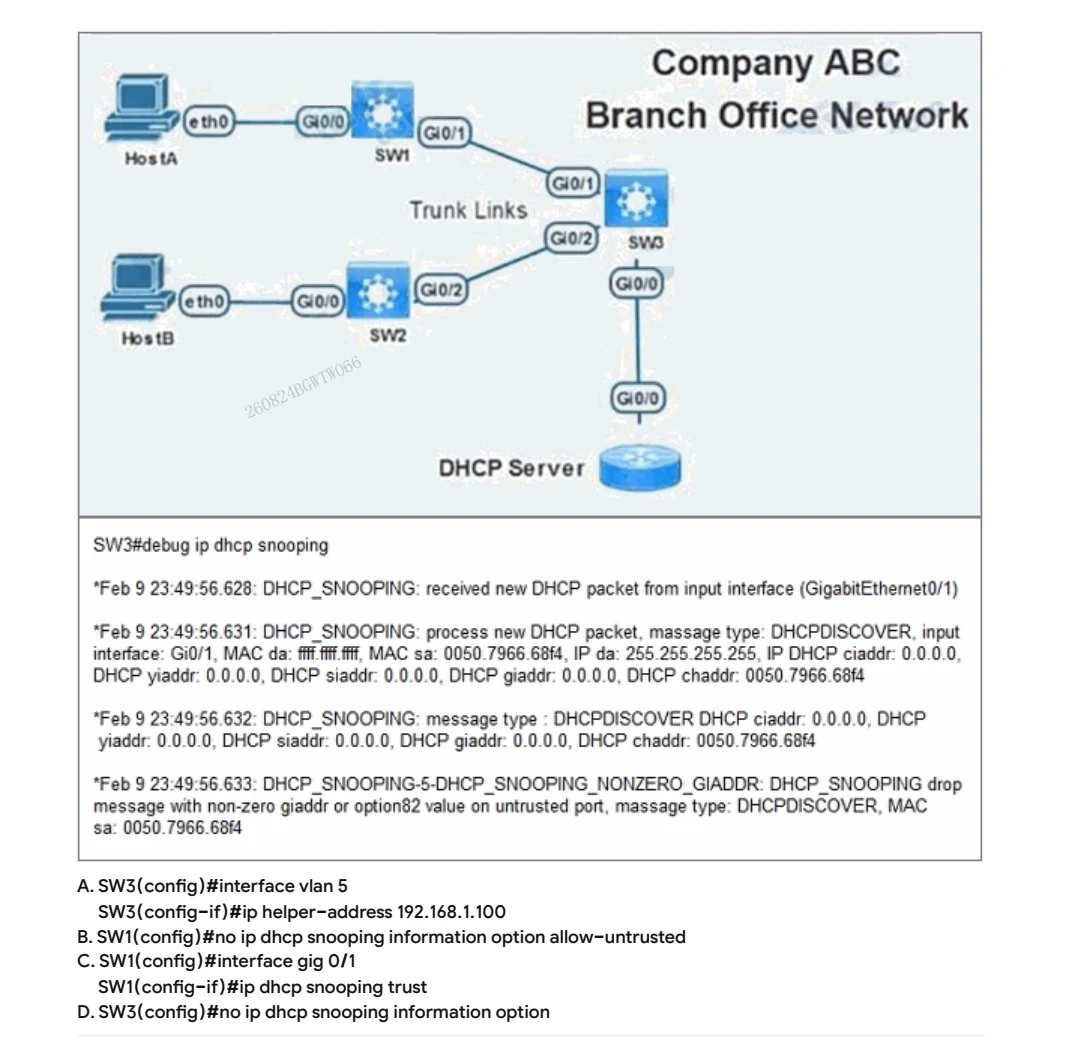 Company ABC
Branch Office Network
eth0
Gi0/0
Gi0/1
HostA
SW1
Gi0/1
Trunk Links
Gi0/2
SW3
Gi0/0
eth0
Gi0/0
Gi0/2
HostB
SW2
260824BGWTW066
Gi0/0
DHCP Server
SW3#debug ip dhcp snooping
*Feb 9 23:49:56.628: DHCP_SNOOPING: received new DHCP packet from input interface (GigabitEthernet0/1)
*Feb 9 23:49:56.631: DHCP_SNOOPING: process new DHCP packet, massage type: DHCPDISCOVER, input
interface: Gi0/1, MAC da: ffff.ffff.ffff, MAC sa: 0050.7966.68f4, IP da: 255.255.255.255, IP DHCP ciaddr: 0.0.0.0,
DHCP yiaddr: 0.0.0.0, DHCP siaddr: 0.0.0.0, DHCP giaddr: 0.0.0.0, DHCP chaddr: 0050.7966.68f4
*Feb 9 23:49:56.632: DHCP_SNOOPING: message type : DHCPDISCOVER DHCP ciaddr: 0.0.0.0, DHCP
yiaddr: 0.0.0.0, DHCP siaddr: 0.0.0.0, DHCP giaddr: 0.0.0.0, DHCP chaddr: 0050.7966.68f4
*Feb 9 23:49:56.633: DHCP_SNOOPING-5-DHCP_SNOOPING_NONZERO_GIADDR: DHCP_SNOOPING drop
message with non-zero giaddr or option82 value on untrusted port, massage type: DHCPDISCOVER, MAC
sa: 0050.7966.68f4
A. SW3(config)#interface vlan 5
SW3(config-if)#ip helper-address 192.168.1.100
B. SW1(config)#no ip dhcp snooping information option allow-untrusted
C. SW1(config)#interface gig 0/1
SW1(config-if)#ip dhcp snooping trust
D. SW3(config)#no ip dhcp snooping information option